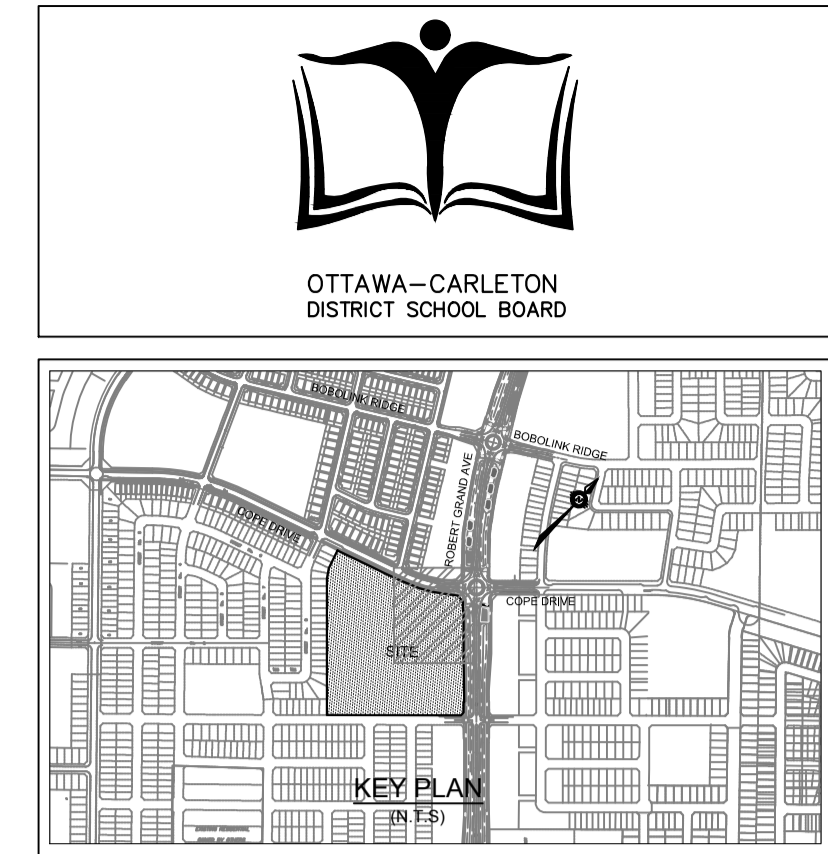 OTTAWA-CARLETON
DISTRICT SCHOOL BOARD
BOBOLINK RIDGE
BOBOLINK RIDGE
ROBERT GRAND AVE
COPE DRIVE
COPE DRIVE
SITE
KEY PLAN
(N.T.S)